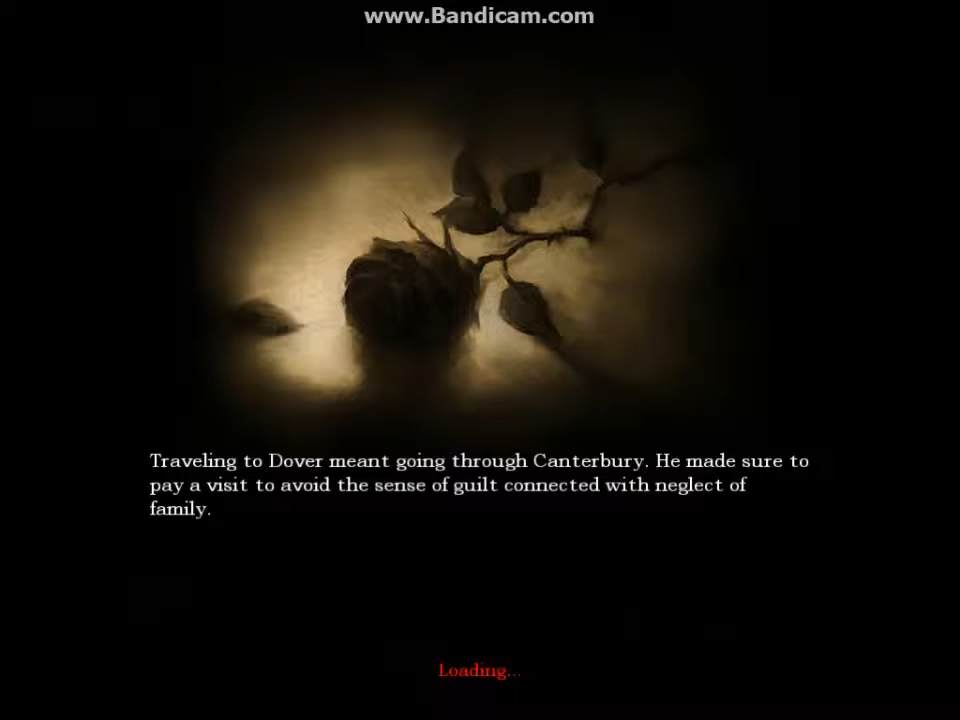 www.Bandicam.com
Traveling to Dover meant going through Canterbury. He made sure to
pay a visit to avoid the sense of guilt connected with neglect of
family.
Loading...